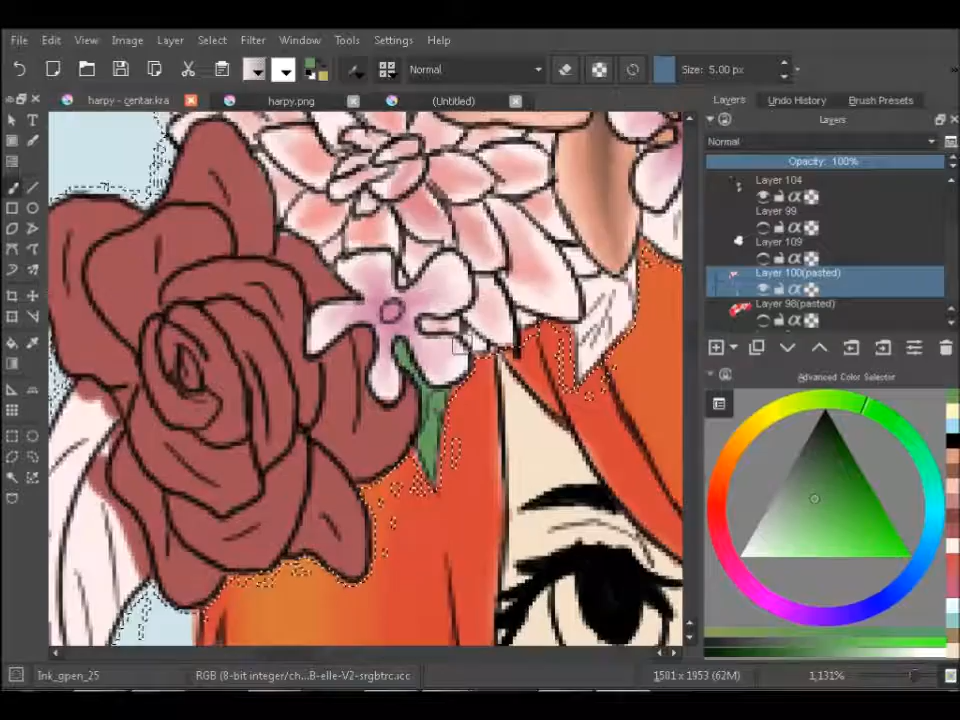 File Edit View Image Layer Select Filter Window Tools Settings Help
Normal Size: 5.00 px
harpy - centar.kra harpy.png (Untitled) Layers Undo History Brush Presets
Layers
Normal
Opacity: 100%
Layer 104
Layer 99
Layer 109
Layer 100(pasted)
Layer 98(pasted)
Advanced Color Selector
Ink_gpen_25 RGB (8-bit integer/ch...B-elle-V2-srgbtrc.icc 1501 x 1953 (62M) 1,131%